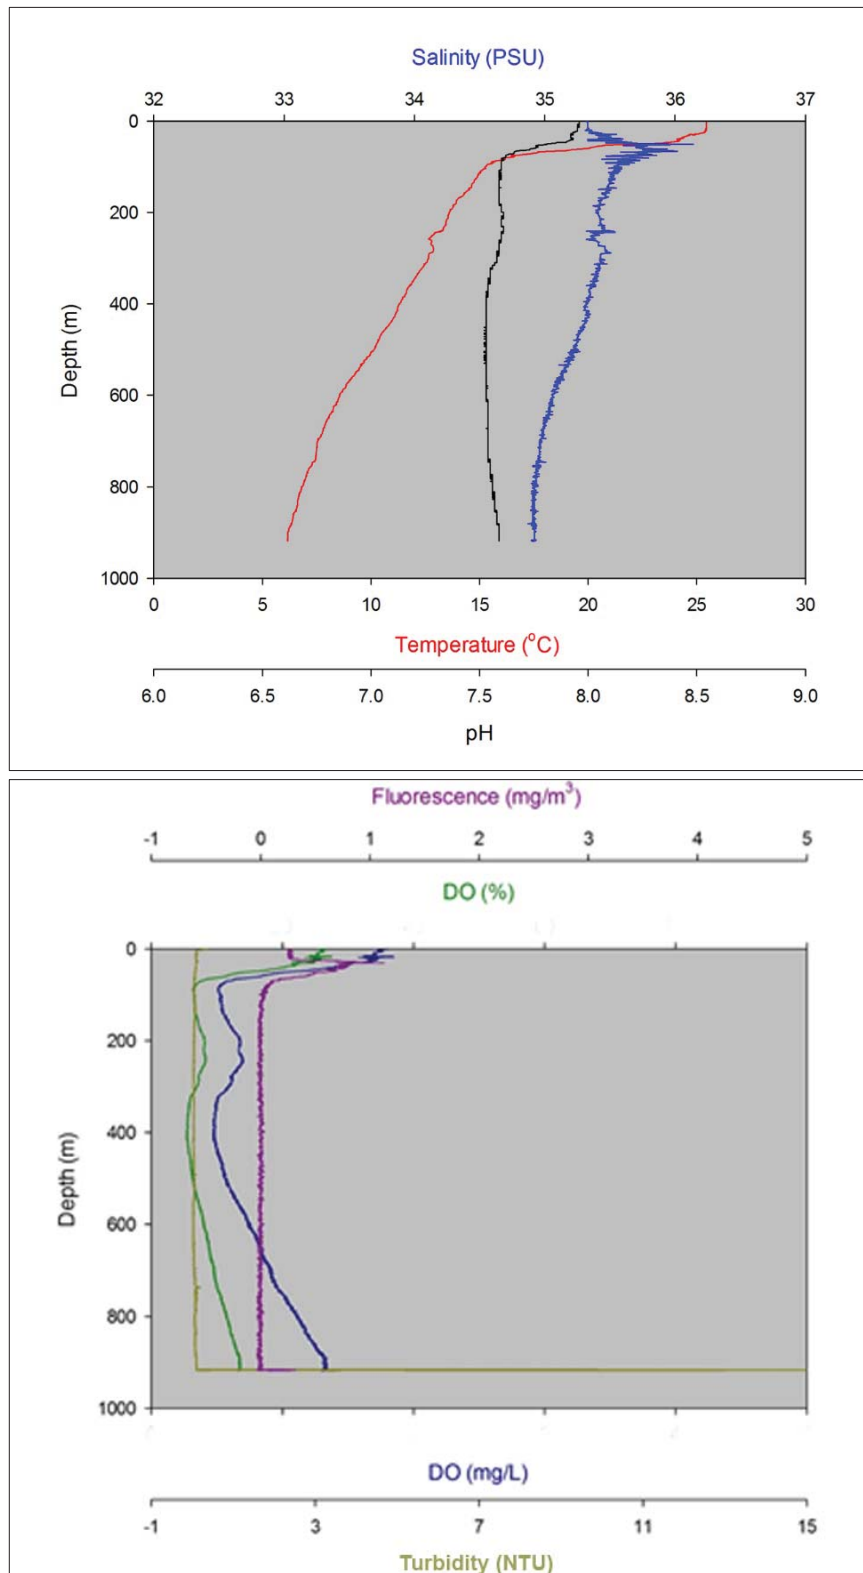 Salinity (PSU)
32 33 34 35 36 37
0
200
400
600
800
1000
Depth (m)
0 5 10 15 20 25 30
Temperature (°C)
6.0 6.5 7.0 7.5 8.0 8.5 9.0
pH
Fluorescence (mg/m³)
-1 0 1 2 3 4 5
DO (%)
0
200
400
600
800
1000
Depth (m)
DO (mg/L)
-1 3 7 11 15
Turbidity (NTU)